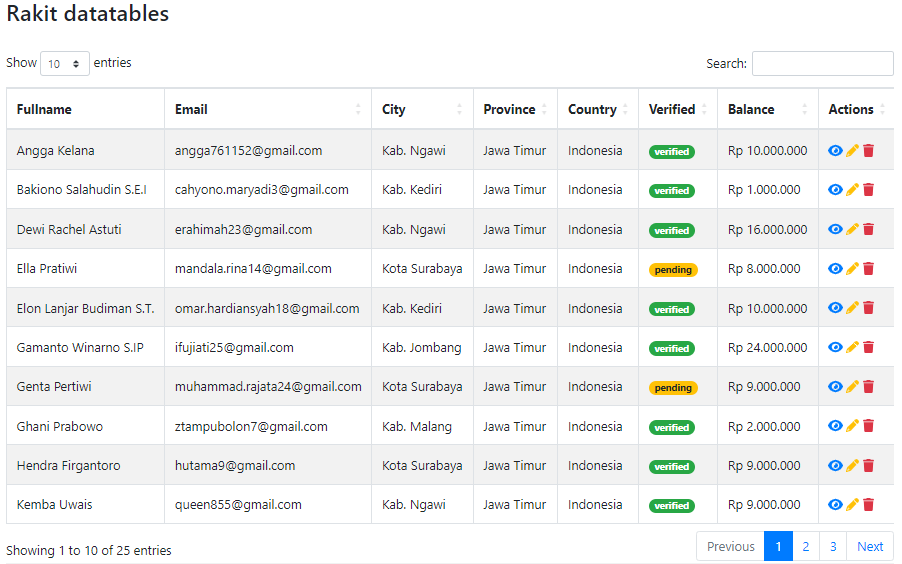 Rakit datatables
Show 10 entries Search:
Fullname Email City Province Country Verified Balance Actions
Angga Kelana angga761152@gmail.com Kab. Ngawi Jawa Timur Indonesia verified Rp 10.000.000
Bakiono Salahudin S.E.I cahyono.maryadi3@gmail.com Kab. Kediri Jawa Timur Indonesia verified Rp 1.000.000
Dewi Rachel Astuti erahimah23@gmail.com Kab. Ngawi Jawa Timur Indonesia verified Rp 16.000.000
Ella Pratiwi mandala.rina14@gmail.com Kota Surabaya Jawa Timur Indonesia pending Rp 8.000.000
Elon Lanjar Budiman S.T. omar.hardiansyah18@gmail.com Kab. Kediri Jawa Timur Indonesia verified Rp 10.000.000
Gamanto Winarno S.IP ifujiati25@gmail.com Kab. Jombang Jawa Timur Indonesia verified Rp 24.000.000
Genta Pertiwi muhammad.rajata24@gmail.com Kota Surabaya Jawa Timur Indonesia pending Rp 9.000.000
Ghani Prabowo ztampubolon7@gmail.com Kab. Malang Jawa Timur Indonesia verified Rp 2.000.000
Hendra Firgantoro hutama9@gmail.com Kota Surabaya Jawa Timur Indonesia verified Rp 9.000.000
Kemba Uwais queen855@gmail.com Kab. Ngawi Jawa Timur Indonesia verified Rp 9.000.000
Showing 1 to 10 of 25 entries Previous 1 2 3 Next